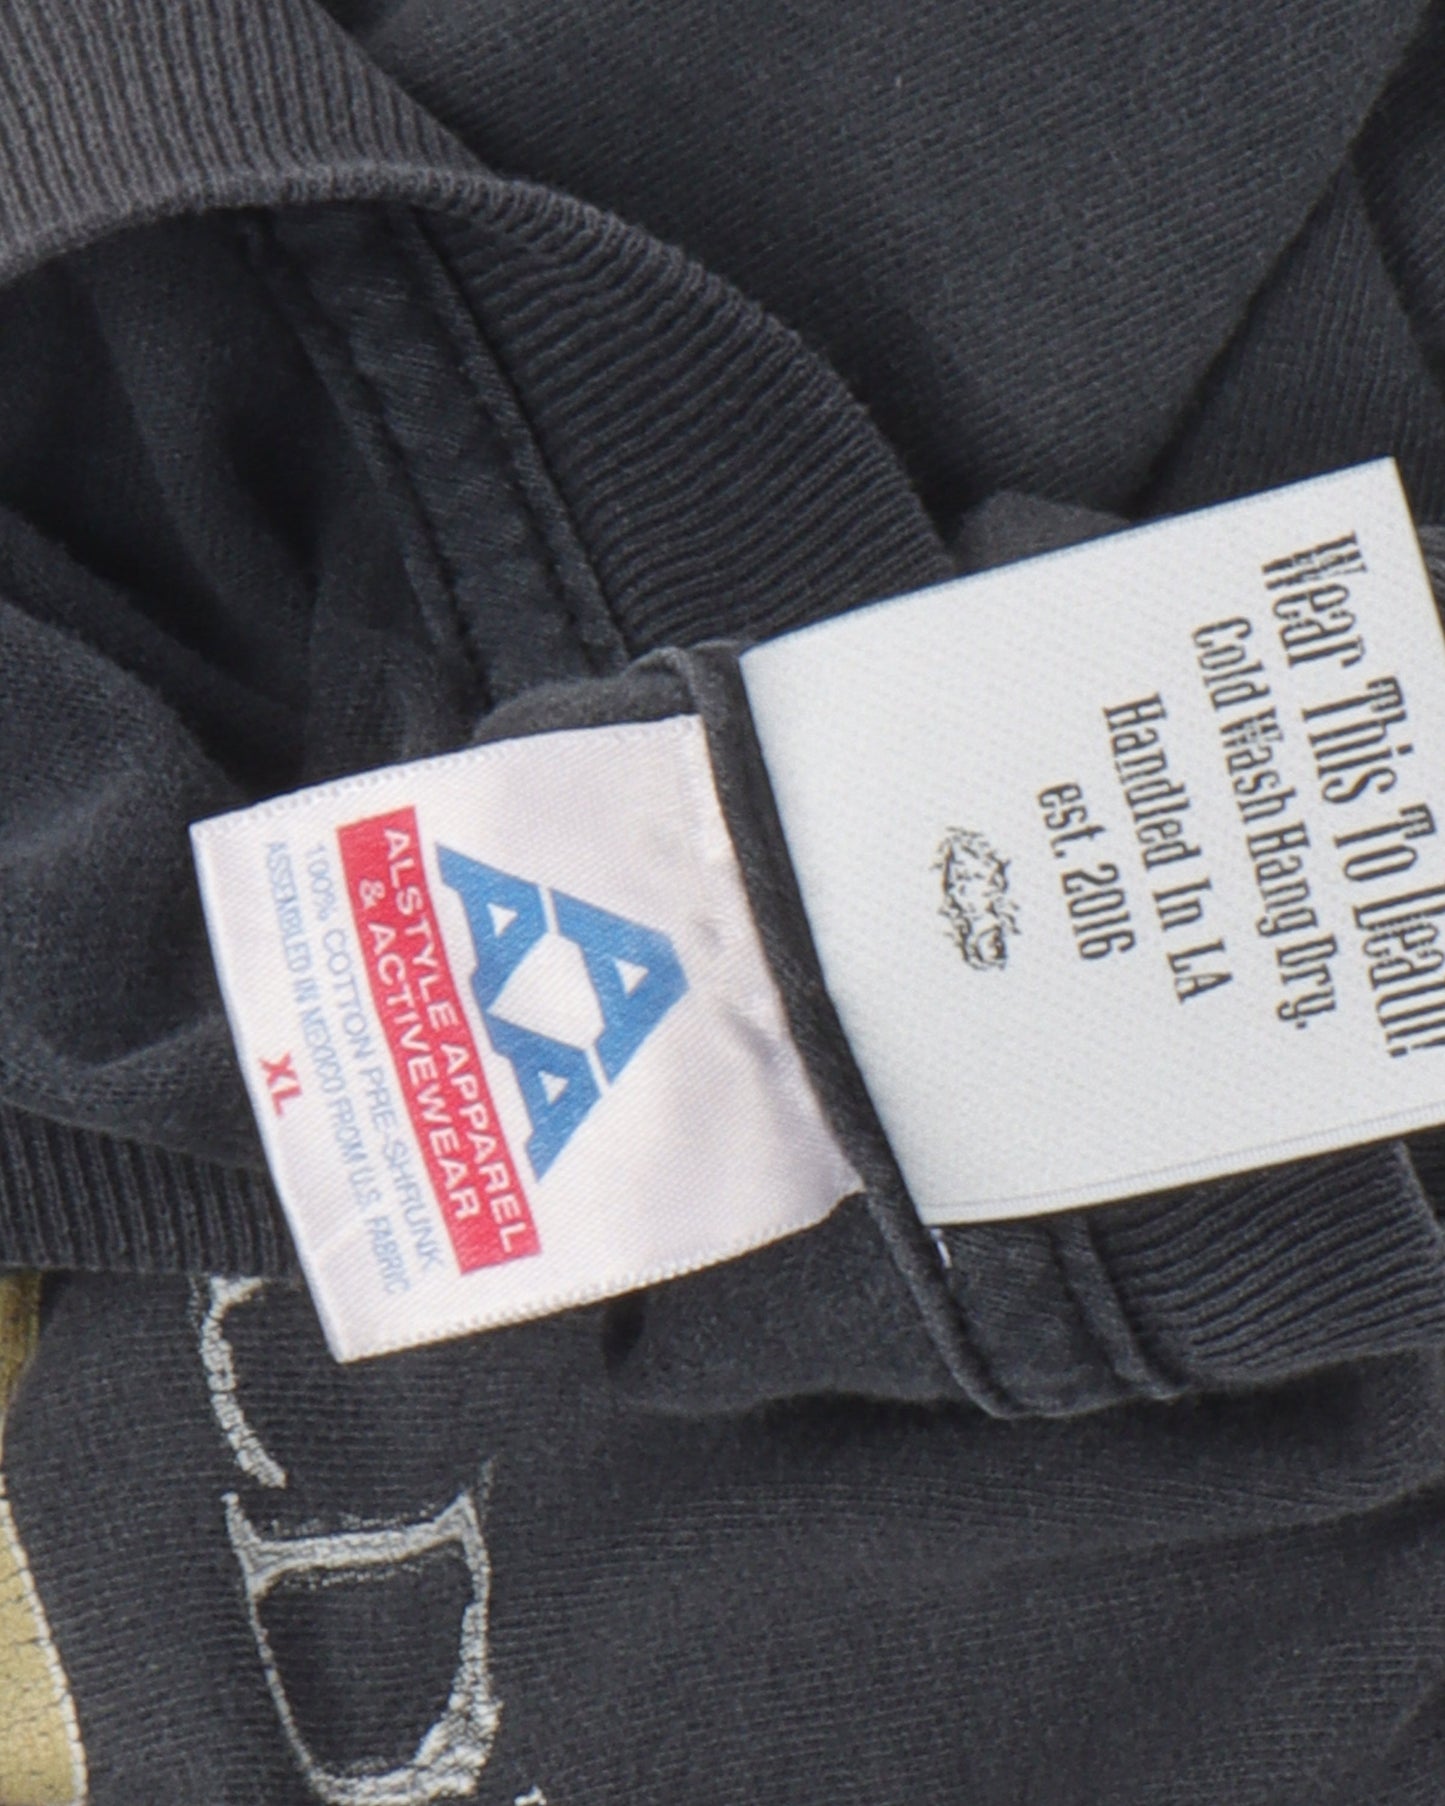 ALSTYLE APPAREL
& ACTIVEWEAR
100% COTTON PRE-SHRUNK
ASSEMBLED IN MEXICO FROM U.S. FABRIC
XL
Wear This To Death!
Cold Wash Hang Dry.
Handled In LA
est. 2016
D